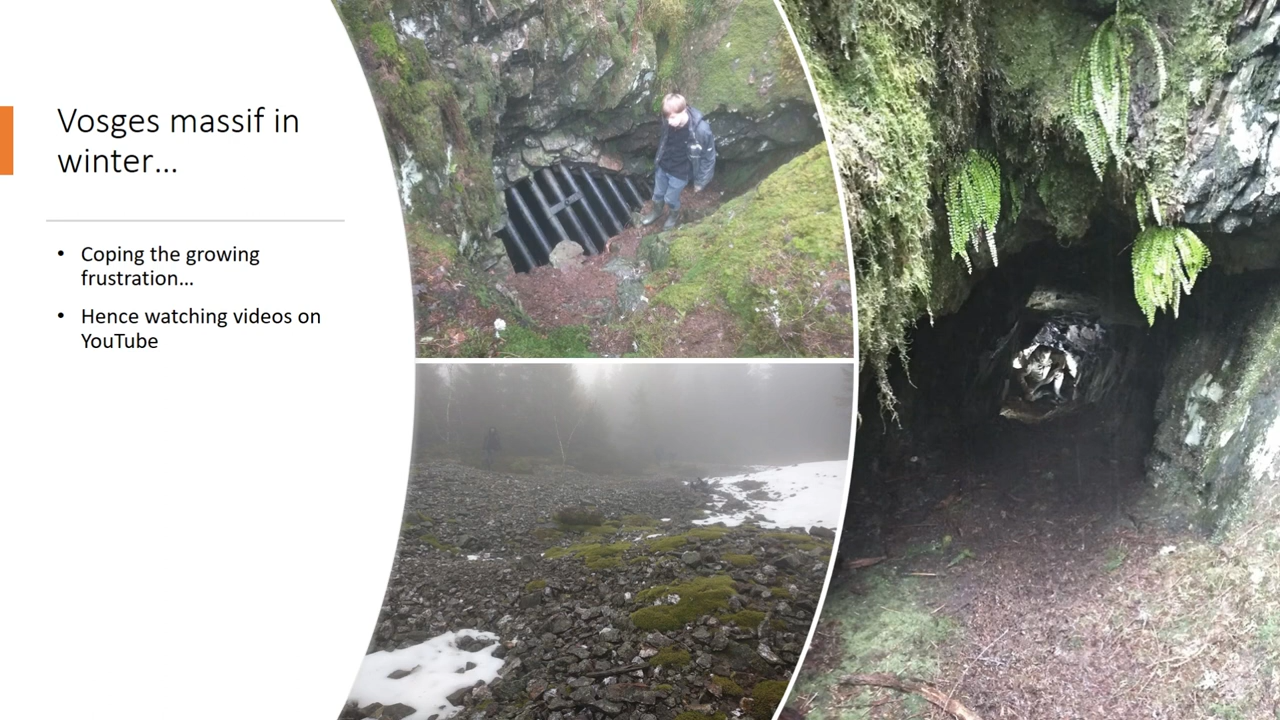 Vosges massif in
winter...
• Coping the growing
frustration...
• Hence watching videos on
YouTube